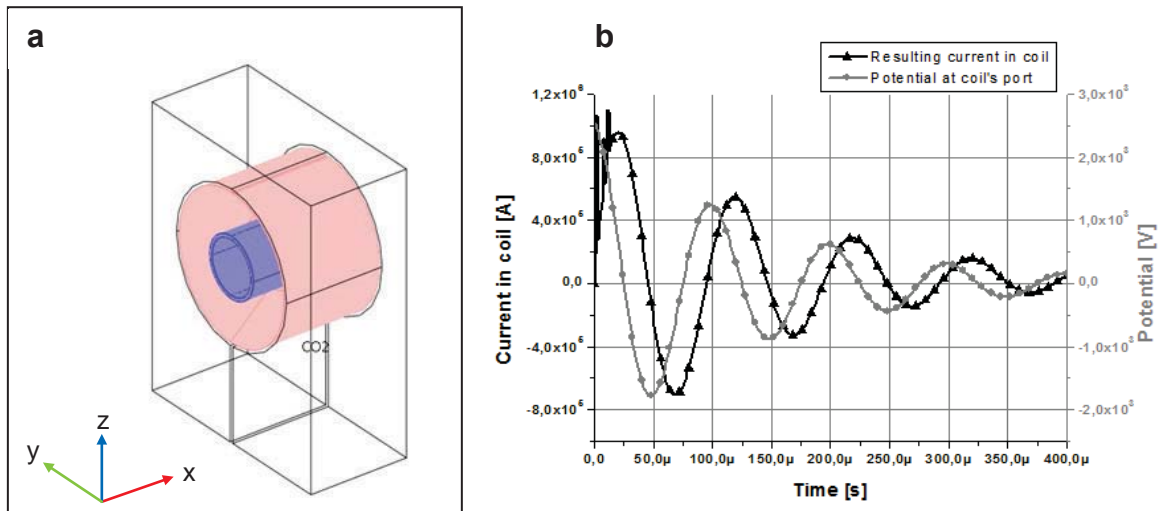 a
CO2
z
y
x
b
Resulting current in coil
Potential at coil's port
1,2x10⁶
8,0x10⁵
4,0x10⁵
0,0
-4,0x10⁵
-8,0x10⁵
Current in coil [A]
3,0x10³
2,0x10³
1,0x10³
0,0
-1,0x10³
-2,0x10³
Potential [V]
0,0 50,0µ 100,0µ 150,0µ 200,0µ 250,0µ 300,0µ 350,0µ 400,0µ
Time [s]